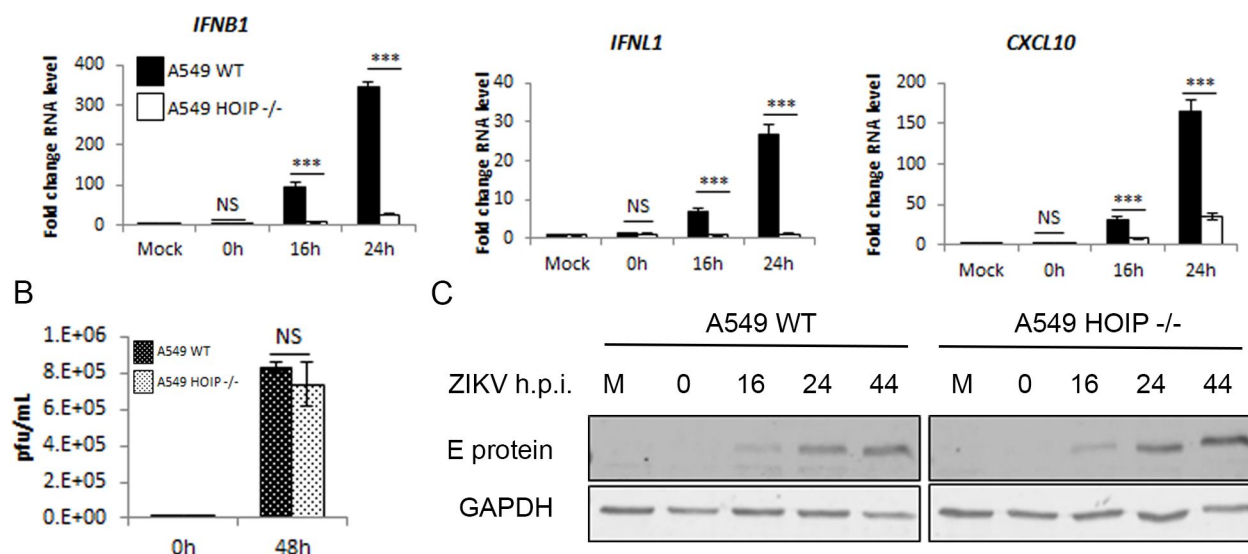 IFNB1
Fold change RNA level
400
300
200
100
0
A549 WT
A549 HOIP -/-
NS
***
***
Mock 0h 16h 24h
IFNL1
Fold change RNA level
40
30
20
10
0
NS
***
***
Mock 0h 16h 24h
CXCL10
Fold change RNA level
200
150
100
50
0
NS
***
***
Mock 0h 16h 24h
B
pfu/mL
1.E+06
8.E+05
6.E+05
4.E+05
2.E+05
0.E+00
A549 WT
A549 HOIP -/-
NS
0h 48h
C
A549 WT A549 HOIP -/-
ZIKV h.p.i. M 0 16 24 44 M 0 16 24 44
E protein
GAPDH